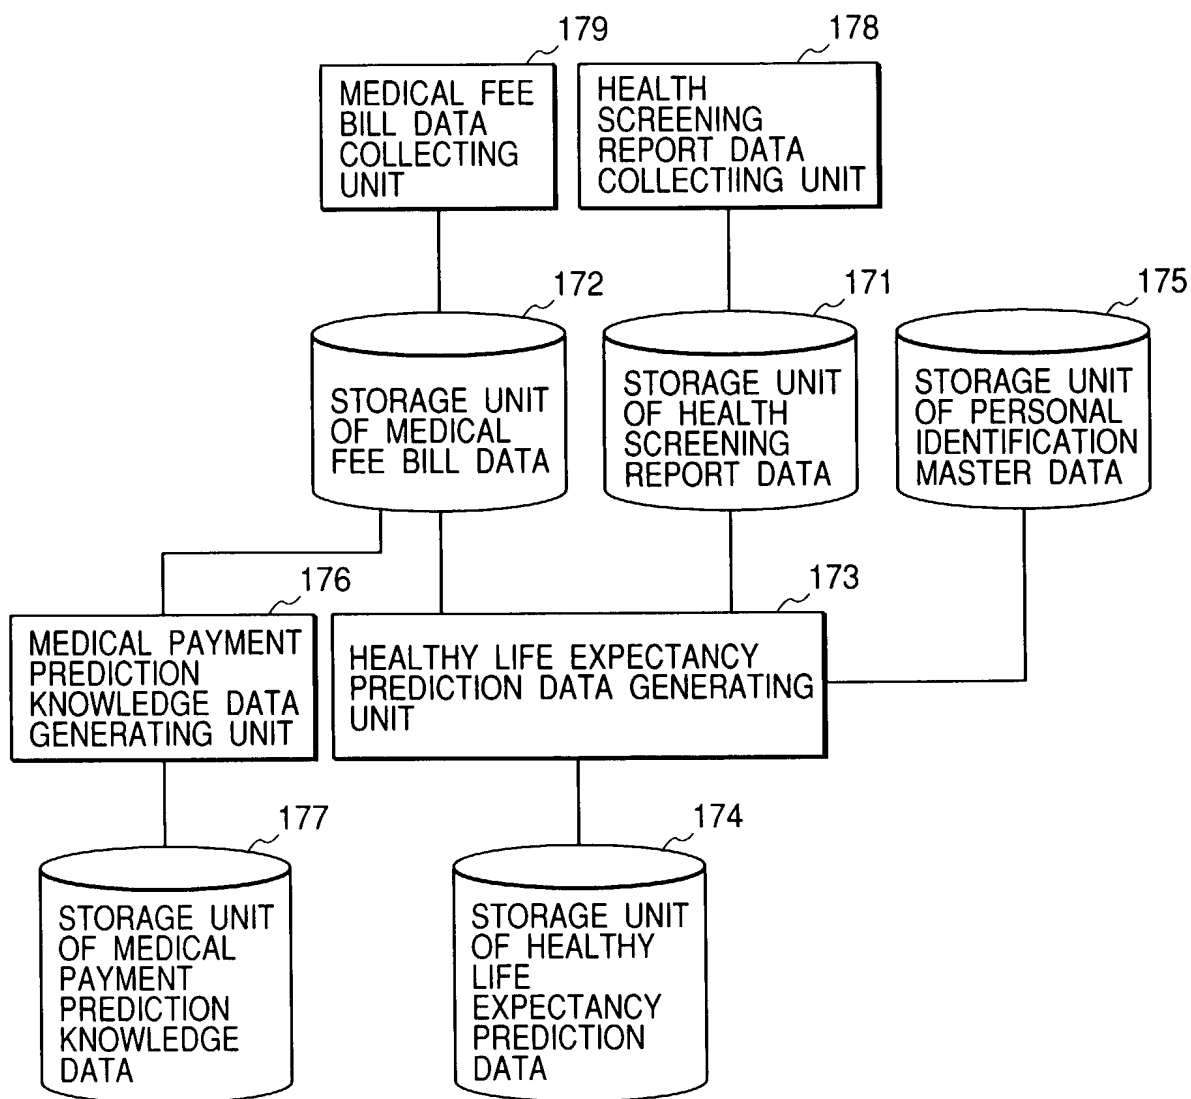 179
MEDICAL FEE
BILL DATA
COLLECTING
UNIT
178
HEALTH
SCREENING
REPORT DATA
COLLECTIING UNIT
172
STORAGE UNIT
OF MEDICAL
FEE BILL DATA
171
STORAGE UNIT
OF HEALTH
SCREENING
REPORT DATA
175
STORAGE UNIT
OF PERSONAL
IDENTIFICATION
MASTER DATA
176
MEDICAL PAYMENT
PREDICTION
KNOWLEDGE DATA
GENERATING UNIT
173
HEALTHY LIFE EXPECTANCY
PREDICTION DATA GENERATING
UNIT
177
STORAGE UNIT
OF MEDICAL
PAYMENT
PREDICTION
KNOWLEDGE
DATA
174
STORAGE UNIT
OF HEALTHY
LIFE
EXPECTANCY
PREDICTION
DATA